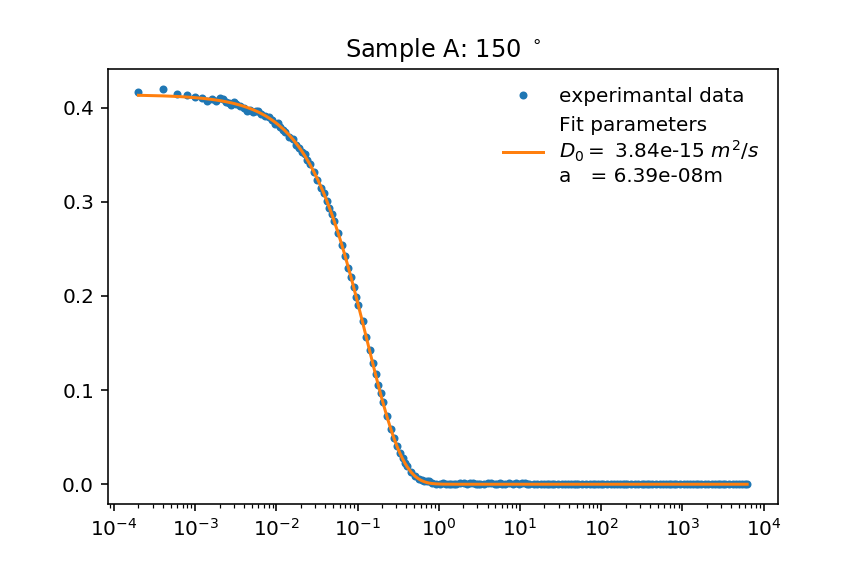 Sample A: 150 °
experimantal data
Fit parameters
D₀ = 3.84e-15 m²/s
a = 6.39e-08m
0.4
0.3
0.2
0.1
0.0
10⁻⁴ 10⁻³ 10⁻² 10⁻¹ 10⁰ 10¹ 10² 10³ 10⁴